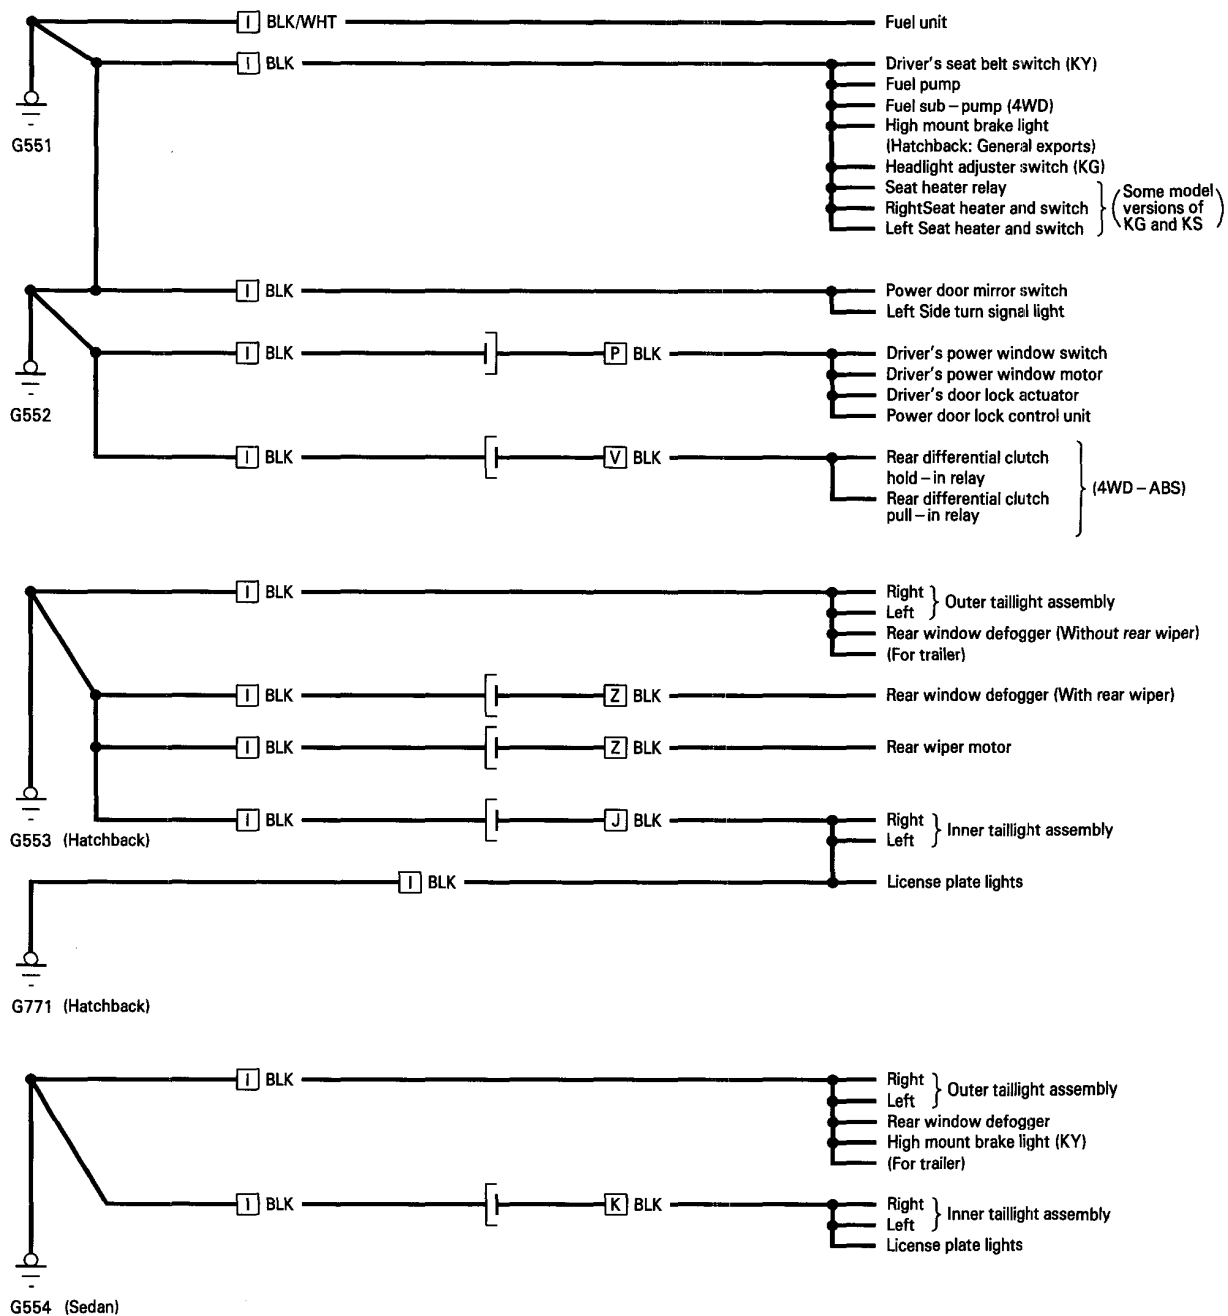 I BLK/WHT Fuel unit
I BLK Driver's seat belt switch (KY)
Fuel pump
Fuel sub–pump (4WD)
High mount brake light
(Hatchback: General exports)
Headlight adjuster switch (KG)
Seat heater relay
RightSeat heater and switch
Left Seat heater and switch
(Some model
versions of
KG and KS)
G551
I BLK Power door mirror switch
Left Side turn signal light
I BLK P BLK Driver's power window switch
Driver's power window motor
Driver's door lock actuator
Power door lock control unit
G552
I BLK V BLK Rear differential clutch
hold–in relay
Rear differential clutch
pull–in relay
(4WD–ABS)
I BLK Right
Left
Outer taillight assembly
Rear window defogger (Without rear wiper)
(For trailer)
I BLK Z BLK Rear window defogger (With rear wiper)
I BLK Z BLK Rear wiper motor
I BLK J BLK Right
Left
Inner taillight assembly
G553 (Hatchback)
I BLK License plate lights
G771 (Hatchback)
I BLK Right
Left
Outer taillight assembly
Rear window defogger
High mount brake light (KY)
(For trailer)
I BLK K BLK Right
Left
Inner taillight assembly
License plate lights
G554 (Sedan)